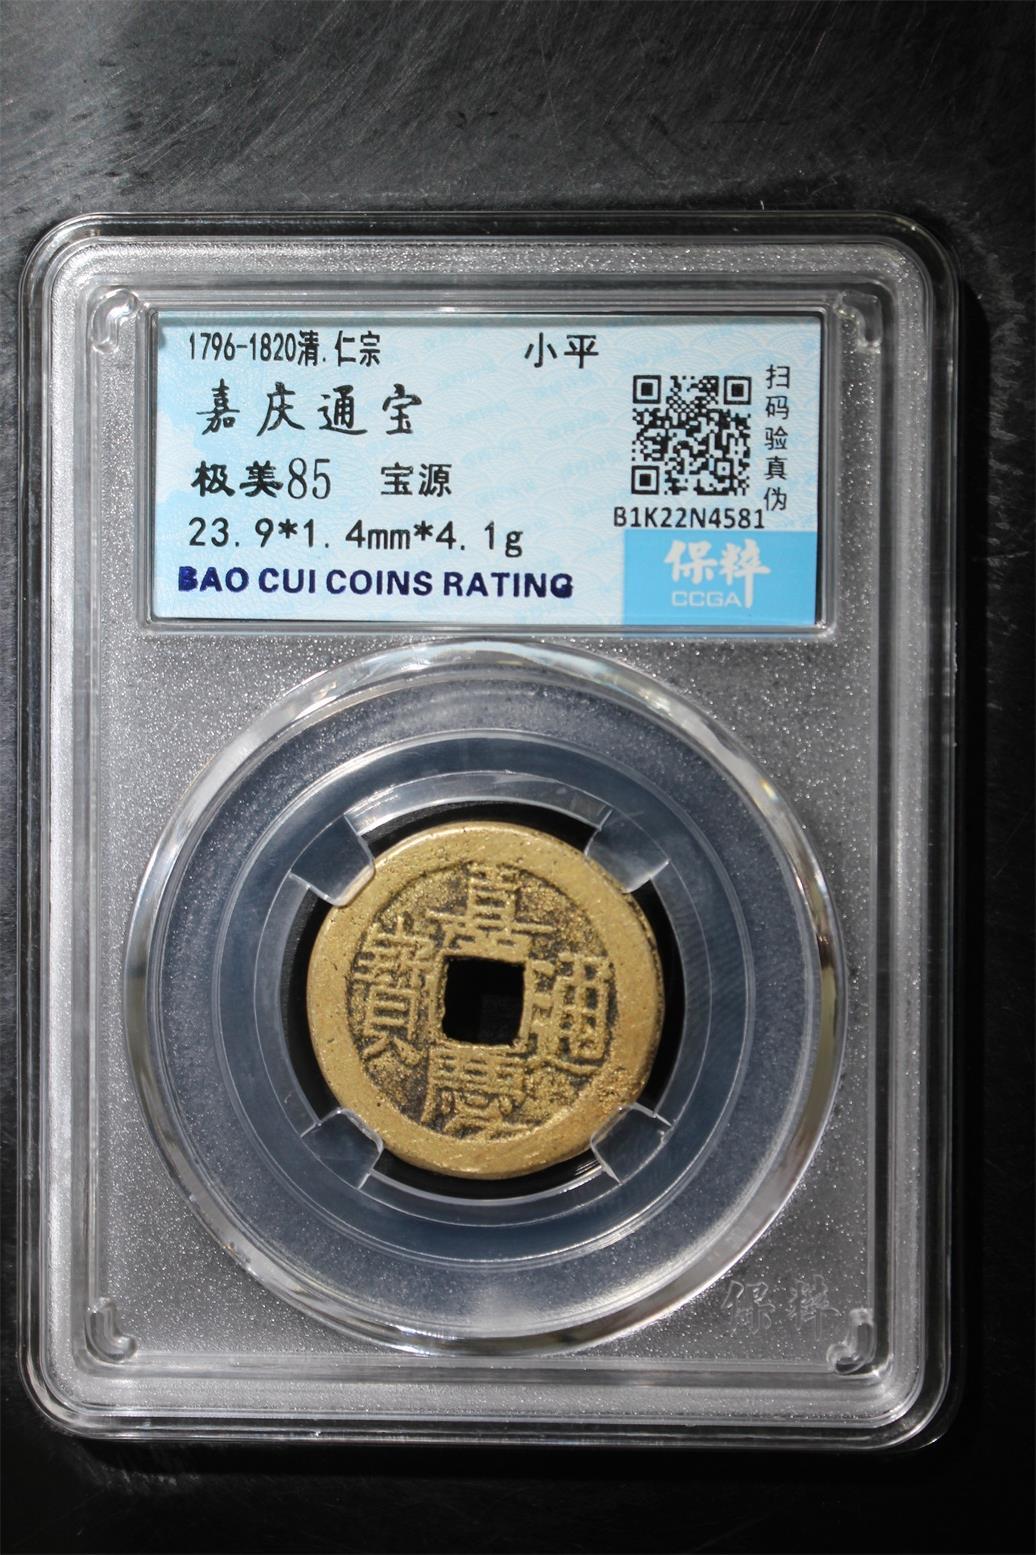 1796-1820清.仁宗 小平
嘉庆通宝
极美85 宝源
扫码验真伪
B1K22N4581
23.9*1.4mm*4.1g
BAO CUI COINS RATING
保粹
CCGA
嘉慶通寶
保粹